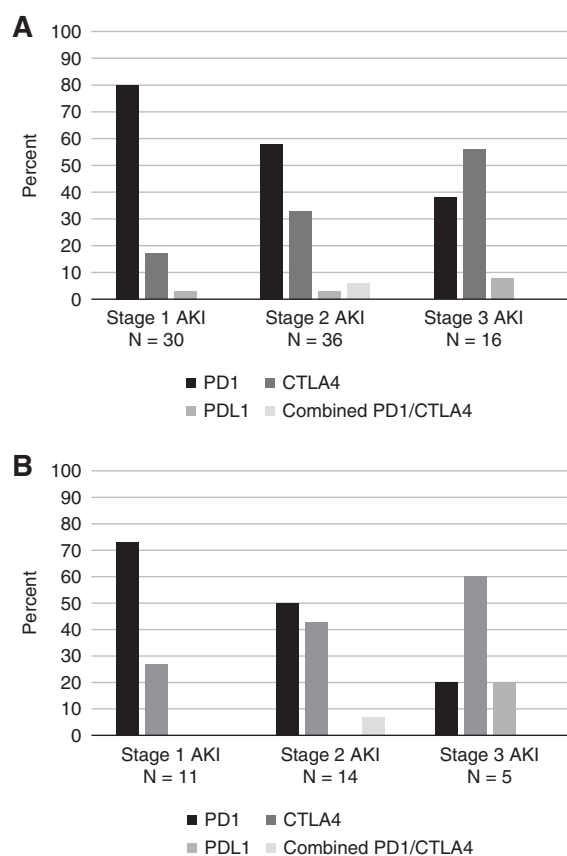 A
100
90
80
70
60
50
40
30
20
10
0
Percent
Stage 1 AKI Stage 2 AKI Stage 3 AKI
N = 30 N = 36 N = 16
PD1 CTLA4
PDL1 Combined PD1/CTLA4
B
100
90
80
70
60
50
40
30
20
10
0
Percent
Stage 1 AKI Stage 2 AKI Stage 3 AKI
N = 11 N = 14 N = 5
PD1 CTLA4
PDL1 Combined PD1/CTLA4